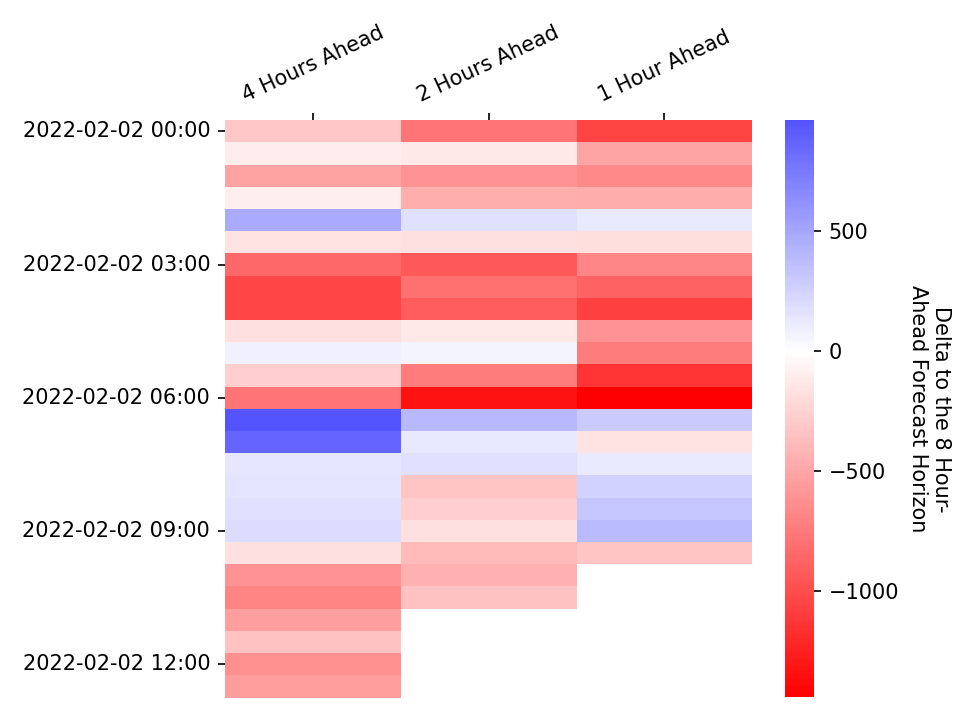 4 Hours Ahead
2 Hours Ahead
1 Hour Ahead
2022-02-02 00:00
2022-02-02 03:00
2022-02-02 06:00
2022-02-02 09:00
2022-02-02 12:00
500
0
−500
−1000
Delta to the 8 Hour-
Ahead Forecast Horizon